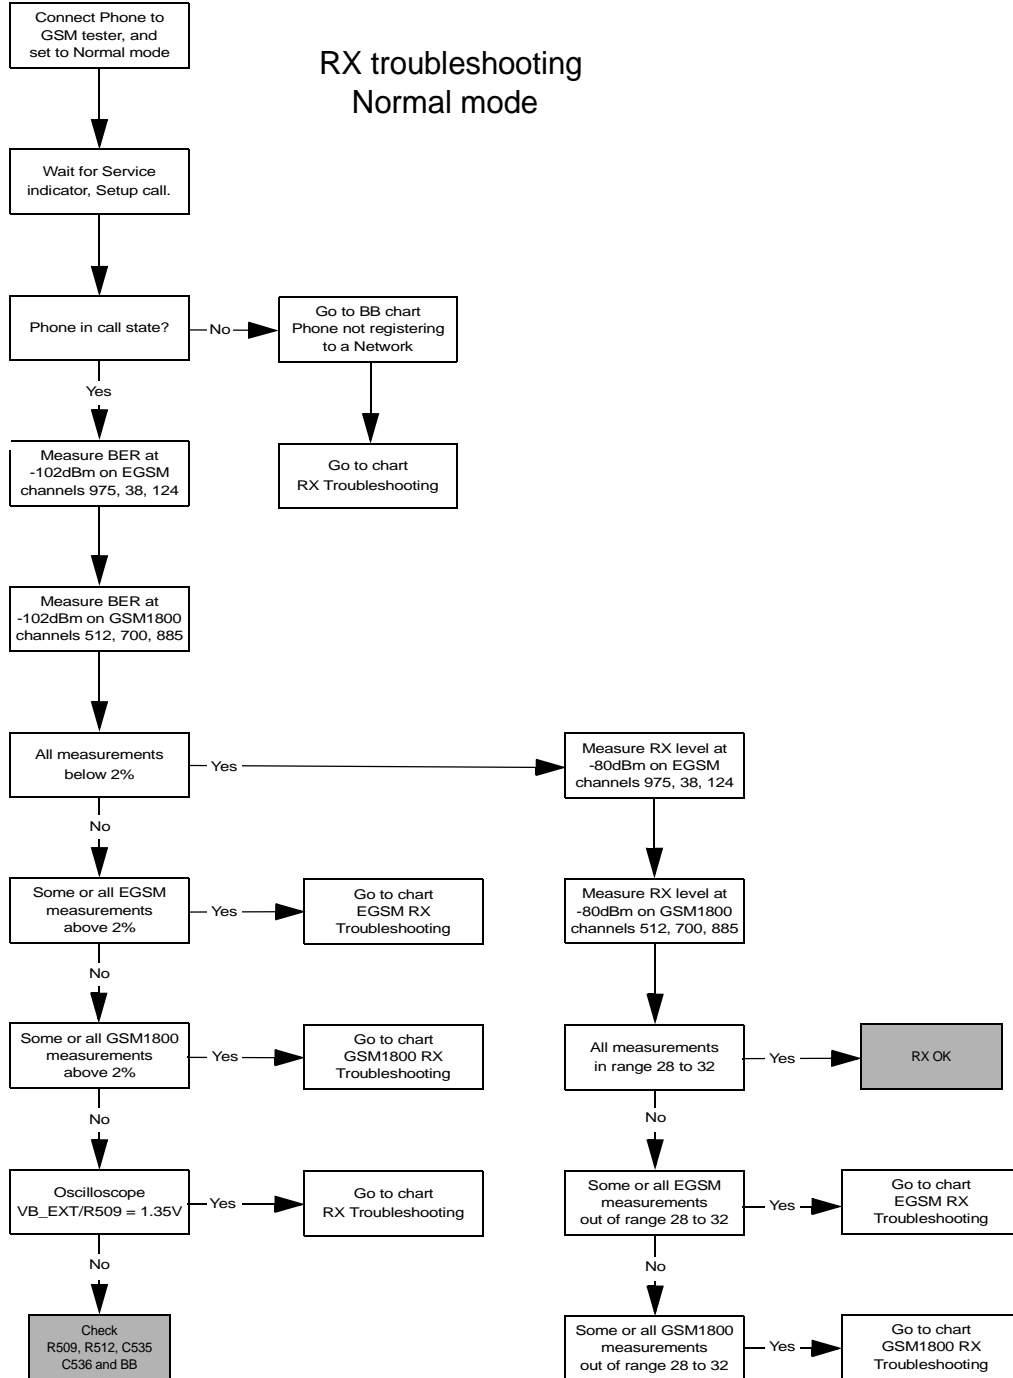 Connect Phone to
GSM tester, and
set to Normal mode
RX troubleshooting
Normal mode
Wait for Service
indicator, Setup call.
Phone in call state?
No
Go to BB chart
Phone not registering
to a Network
Yes
Go to chart
RX Troubleshooting
Measure BER at
-102dBm on EGSM
channels 975, 38, 124
Measure BER at
-102dBm on GSM1800
channels 512, 700, 885
All measurements
below 2%
Yes
Measure RX level at
-80dBm on EGSM
channels 975, 38, 124
No
Some or all EGSM
measurements
above 2%
Yes
Go to chart
EGSM RX
Troubleshooting
Measure RX level at
-80dBm on GSM1800
channels 512, 700, 885
No
Some or all GSM1800
measurements
above 2%
Yes
Go to chart
GSM1800 RX
Troubleshooting
All measurements
in range 28 to 32
Yes
RX OK
No
No
Oscilloscope
VB_EXT/R509 = 1.35V
Yes
Go to chart
RX Troubleshooting
Some or all EGSM
measurements
out of range 28 to 32
Yes
Go to chart
EGSM RX
Troubleshooting
No
No
Check
R509, R512, C535
C536 and BB
Some or all GSM1800
measurements
out of range 28 to 32
Yes
Go to chart
GSM1800 RX
Troubleshooting